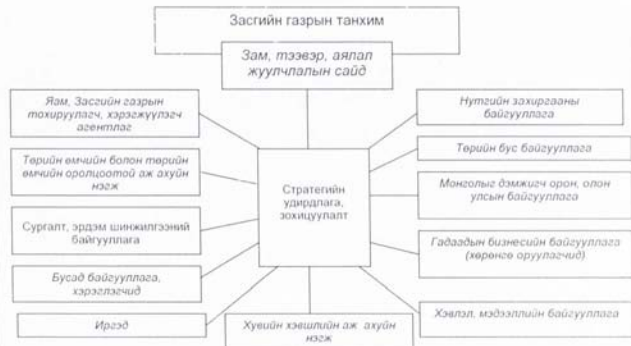 Засгийн газрын танхим
Зам, тээвэр, аялал
жуулчлалын сайд
Яам, Засгийн газрын
тохируулагч, хэрэгжүүлэгч
агентлаг
Төрийн өмчийн болон төрийн
өмчийн оролцоотой аж ахуйн
нэгж
Сургалт, эрдэм шинжилгээний
байгууллага
Бусад байгууллага,
хэрэглэгчид
Иргэд
Стратегийн
удирдлага,
зохицуулалт
Хувийн хэвшлийн аж ахуйн
нэгж
Нутгийн захиргааны
байгууллага
Төрийн бус байгууллага
Монголыг дэмжигч орон, олон
улсын байгууллага
Гадаадын бизнесийн байгууллага
(хөрөнгө оруулагчид)
Хэвлэл, мэдээллийн байгууллага